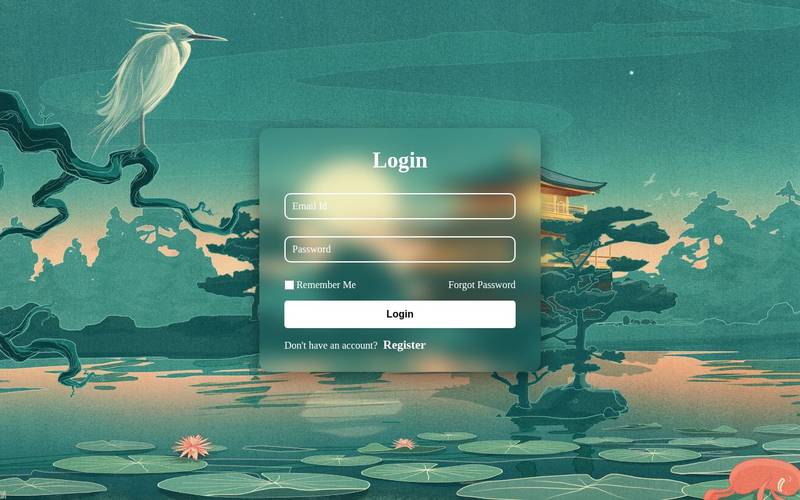 Login
Email Id
Password
Remember Me Forgot Password
Login
Don't have an account? Register